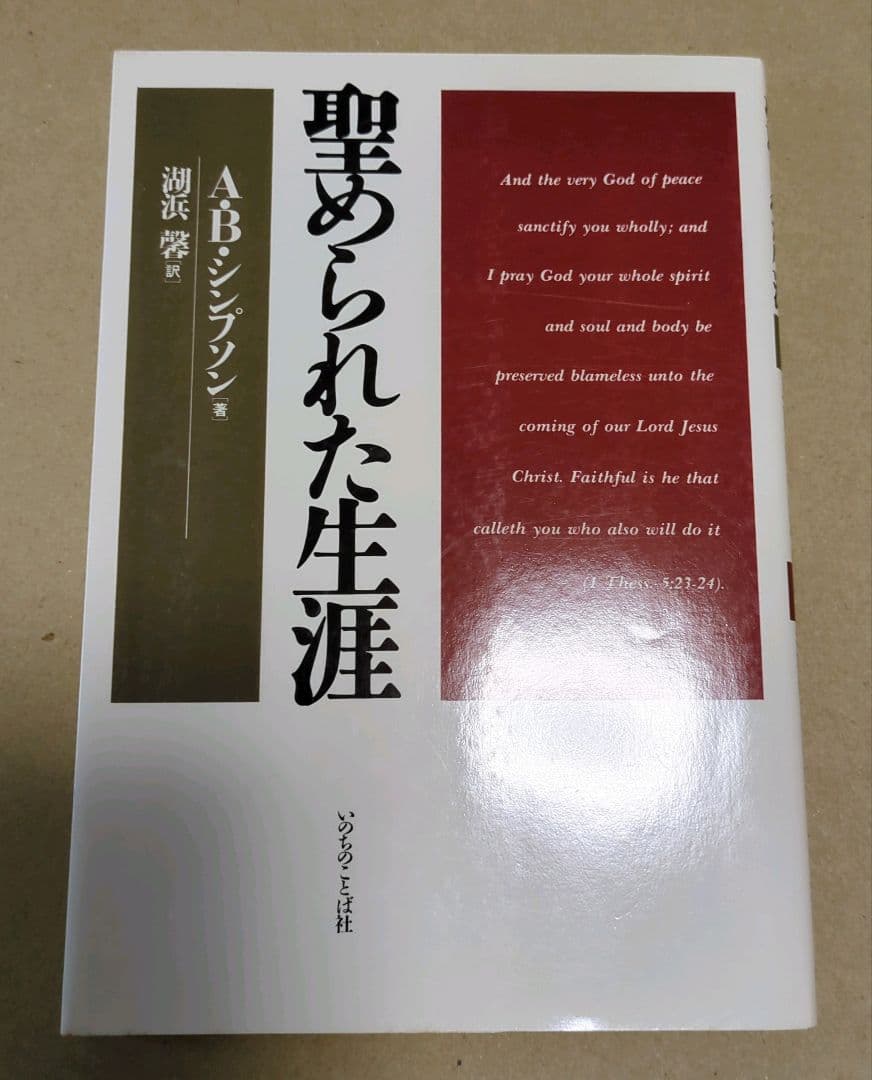 聖められた生涯
A・B・シンプソン[著]
湖浜 馨[訳]
And the very God of peace
sanctify you wholly; and
I pray God your whole spirit
and soul and body be
preserved blameless unto the
coming of our Lord Jesus
Christ. Faithful is he that
calleth you who also will do it
(1 Thess. 5:23-24).
いのちのことば社